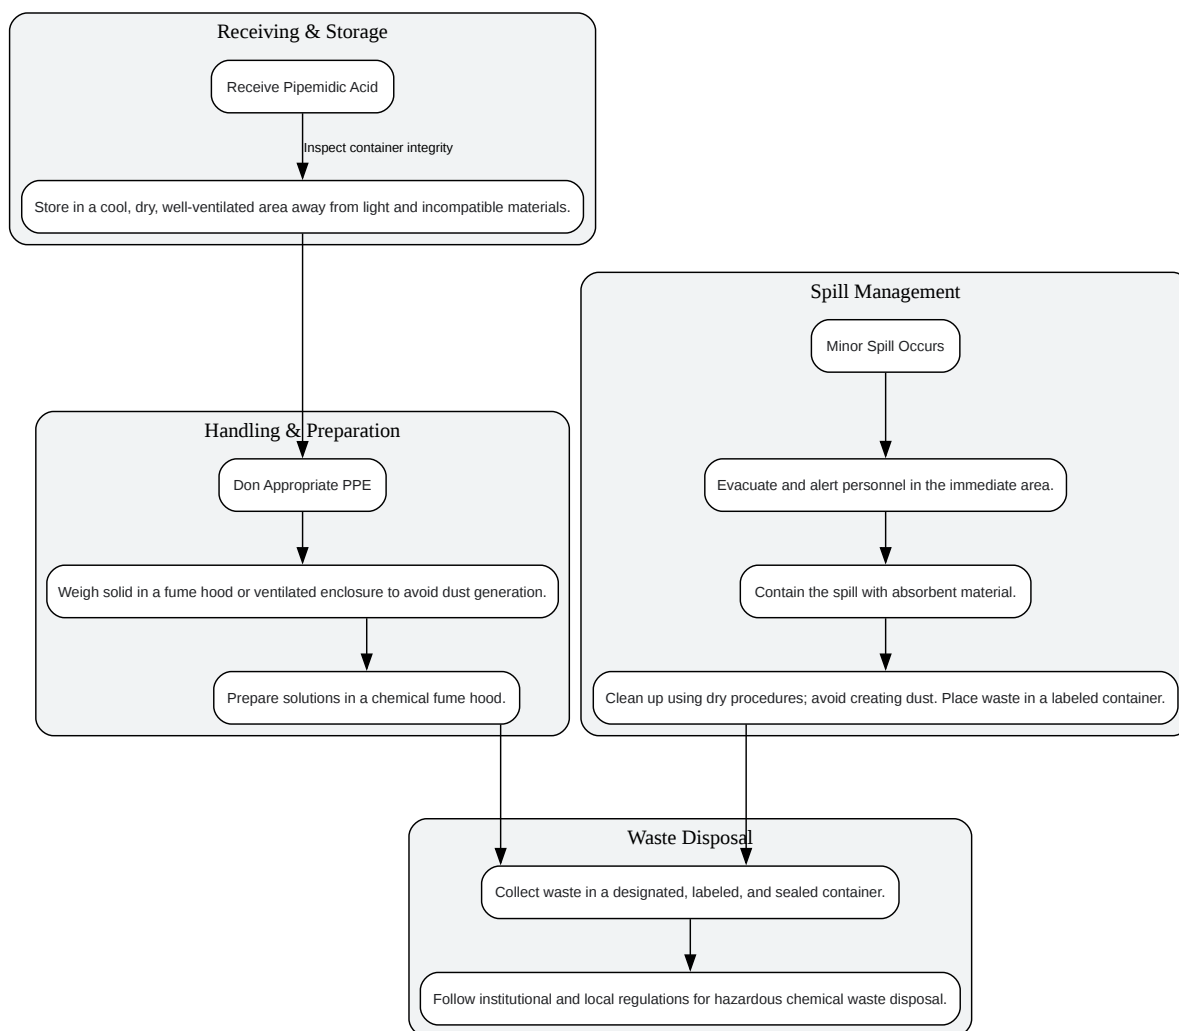 Receiving & Storage
Receive Pipemidic Acid
Inspect container integrity
Store in a cool, dry, well-ventilated area away from light and incompatible materials.
Handling & Preparation
Don Appropriate PPE
Weigh solid in a fume hood or ventilated enclosure to avoid dust generation.
Prepare solutions in a chemical fume hood.
Spill Management
Minor Spill Occurs
Evacuate and alert personnel in the immediate area.
Contain the spill with absorbent material.
Clean up using dry procedures; avoid creating dust. Place waste in a labeled container.
Waste Disposal
Collect waste in a designated, labeled, and sealed container.
Follow institutional and local regulations for hazardous chemical waste disposal.